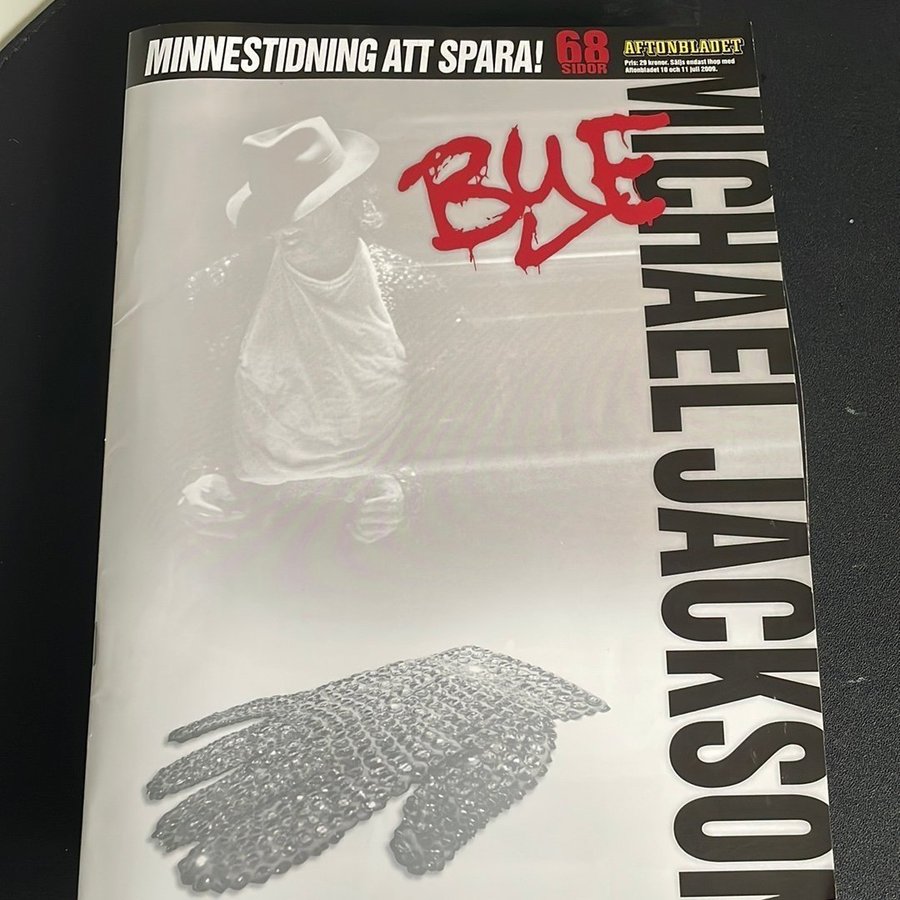 MINNESTIDNING ATT SPARA!
68
SIDOR
AFTONBLADET
Pris: 29 kronor. Säljs endast ihop med
Aftonbladet 10 och 11 juli 2009.
BYE
MICHAEL JACKSON